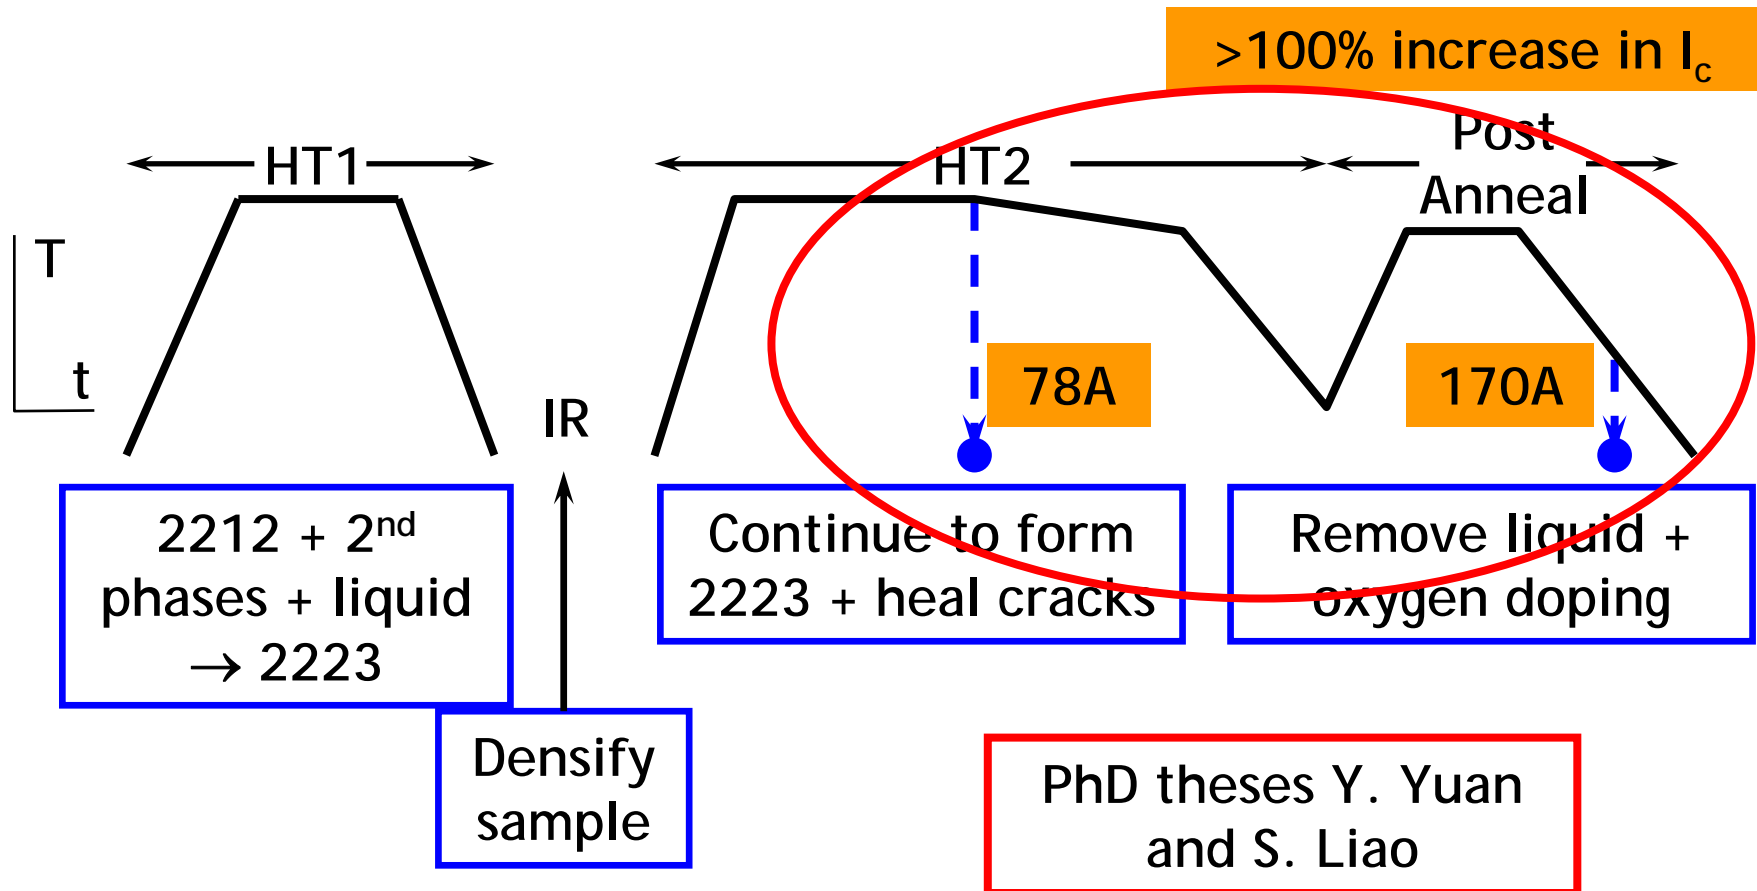 >100% increase in Ic
HT1
HT2
Post
Anneal
T
t
IR
78A
170A
2212 + 2nd
phases + liquid
→ 2223
Continue to form
2223 + heal cracks
Remove liquid +
oxygen doping
Densify
sample
PhD theses Y. Yuan
and S. Liao